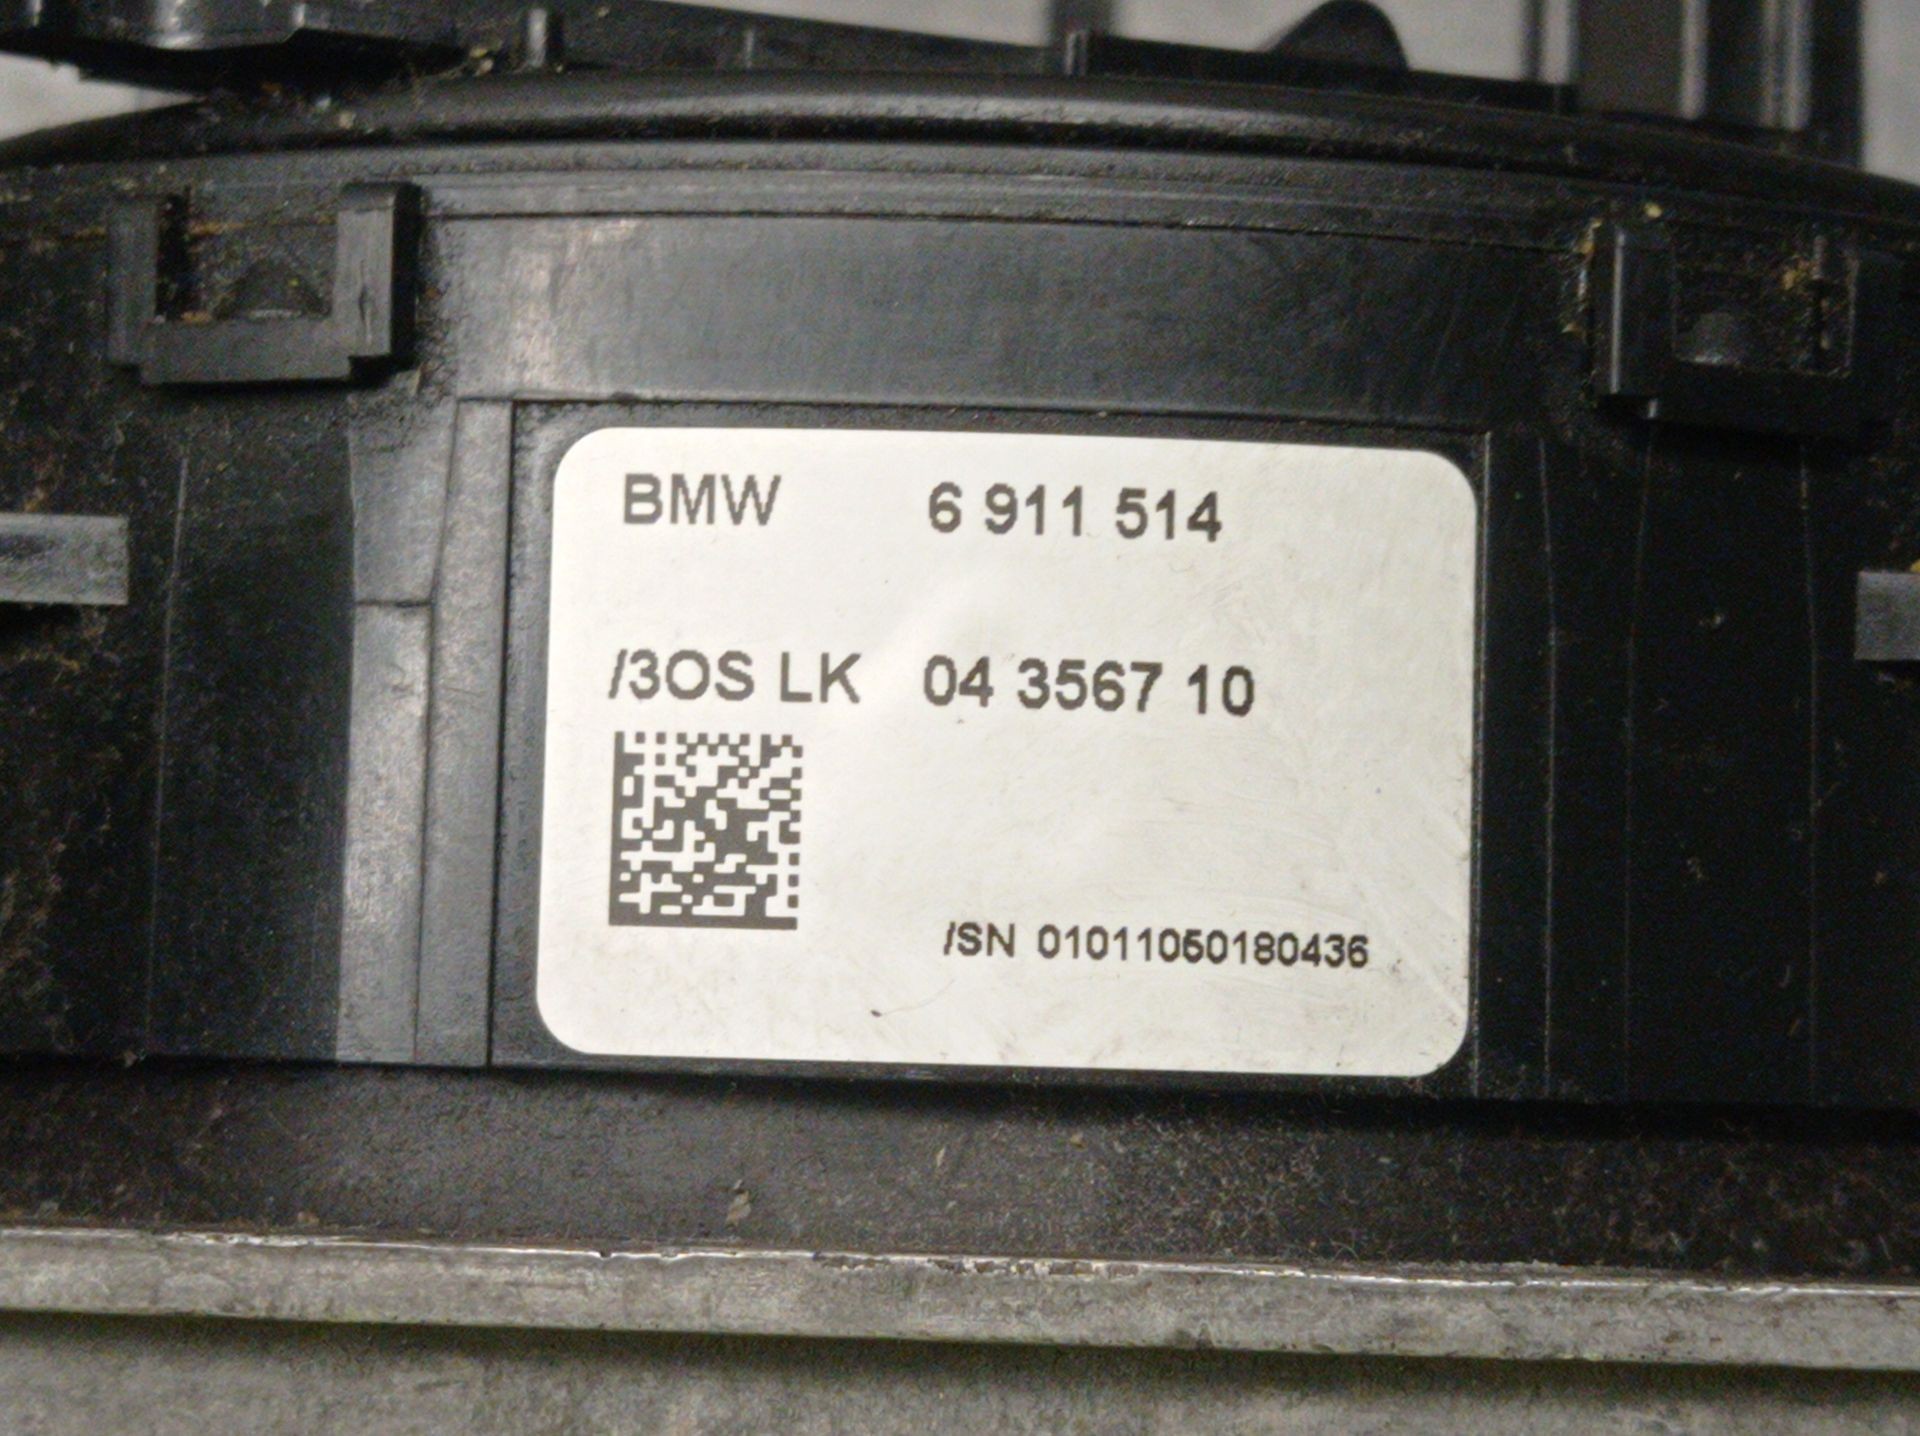 BMW 6 911 514
/3OS LK 04 3567 10
/SN 01011050180436